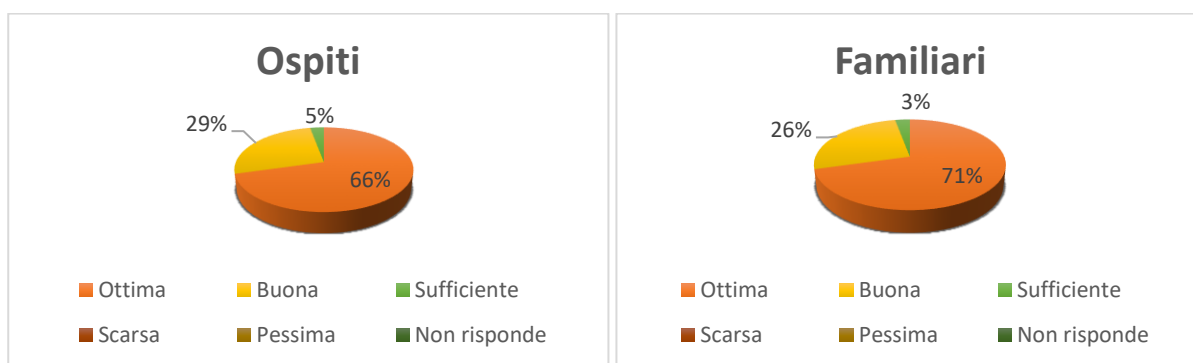 Ospiti
5%
29%
66%
Ottima
Buona
Sufficiente
Scarsa
Pessima
Non risponde
Familiari
3%
26%
71%
Ottima
Buona
Sufficiente
Scarsa
Pessima
Non risponde